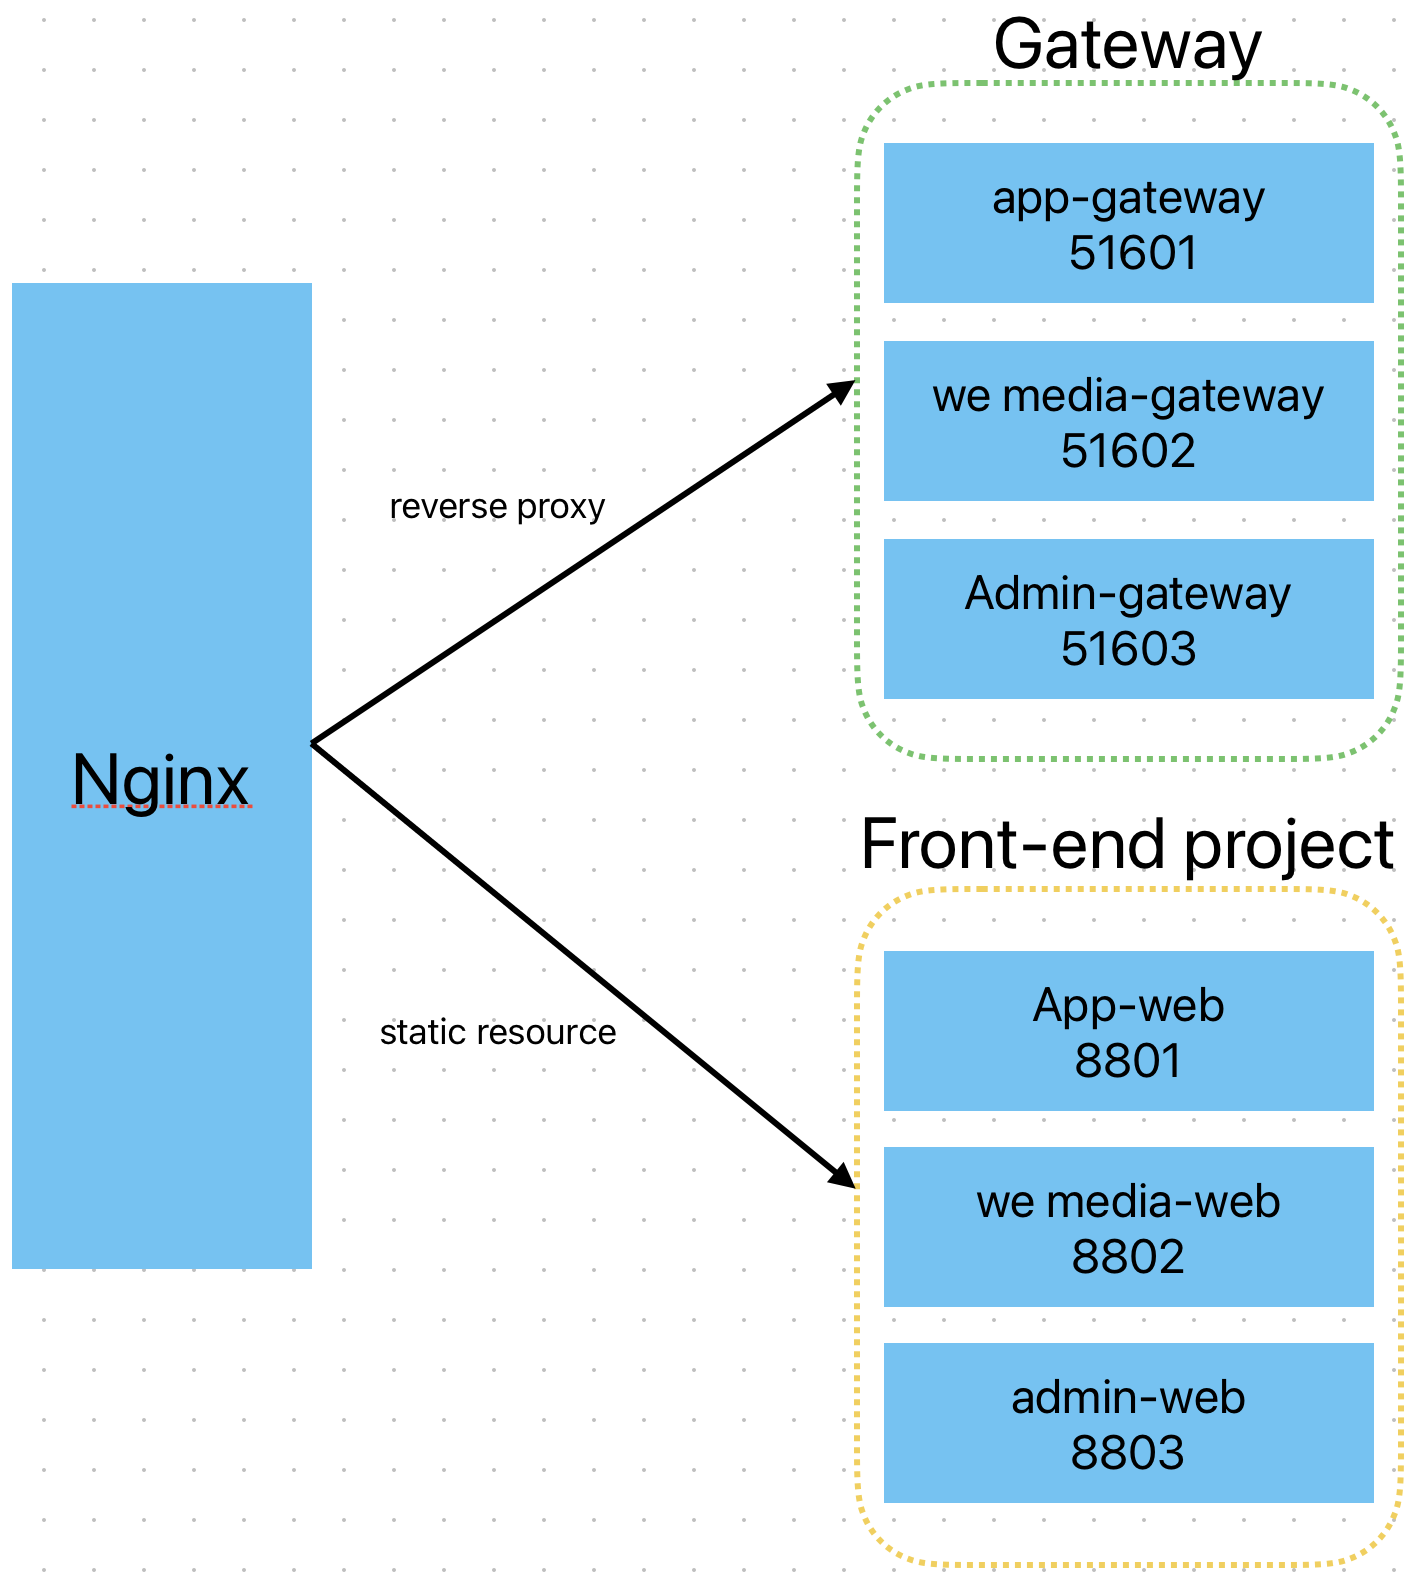 Gateway
app-gateway
51601
we media-gateway
51602
Admin-gateway
51603
reverse proxy
Nginx
Front-end project
static resource
App-web
8801
we media-web
8802
admin-web
8803